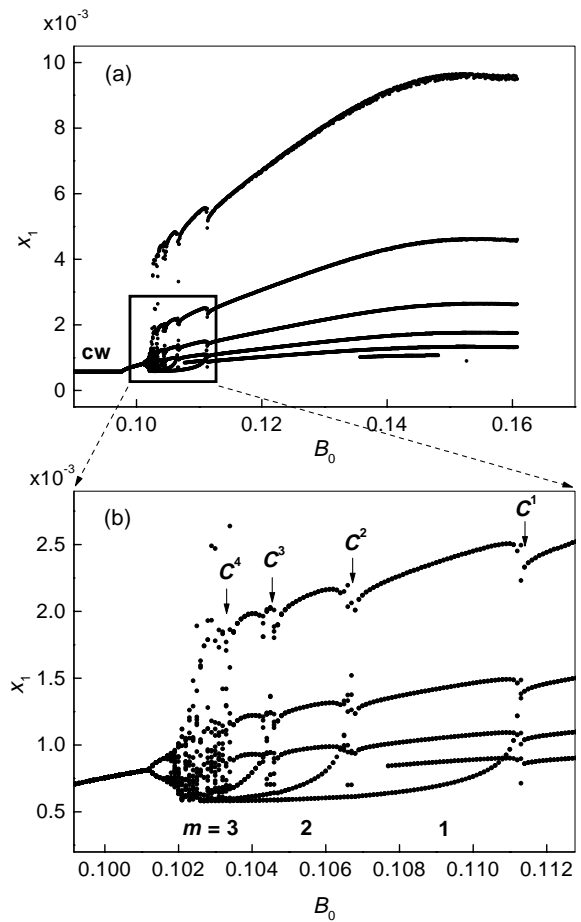 x10⁻³
(a)
10
8
6
4
2
0
x₁
cw
0.10
0.12
0.14
0.16
B₀
x10⁻³
(b)
C⁴
C³
C²
C¹
2.5
2.0
1.5
1.0
0.5
x₁
m = 3
2
1
0.100
0.102
0.104
0.106
0.108
0.110
0.112
B₀